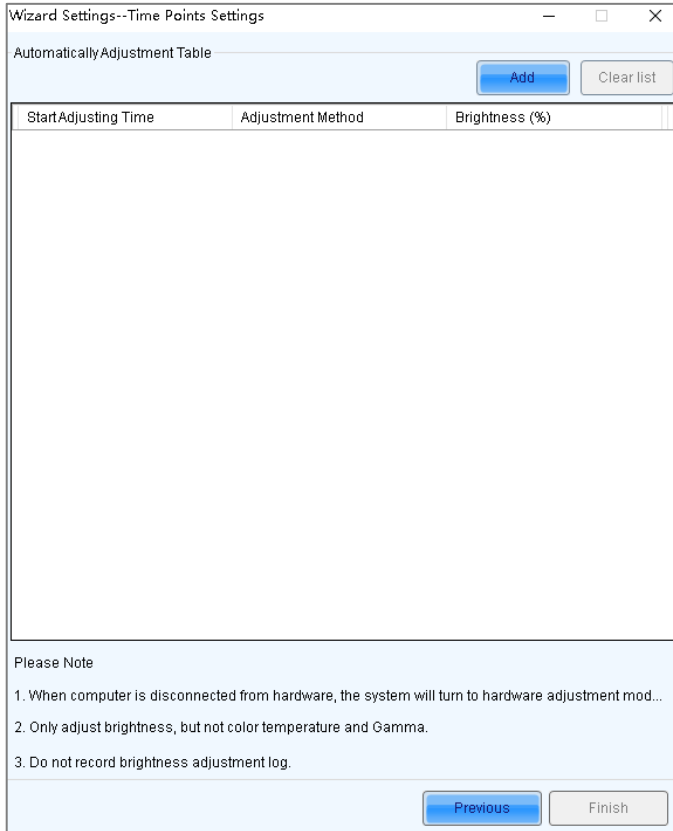 Wizard Settings--Time Points Settings
Automatically Adjustment Table
Add
Clear list
Start Adjusting Time Adjustment Method Brightness (%)
Please Note
1. When computer is disconnected from hardware, the system will turn to hardware adjustment mod...
2. Only adjust brightness, but not color temperature and Gamma.
3. Do not record brightness adjustment log.
Previous
Finish